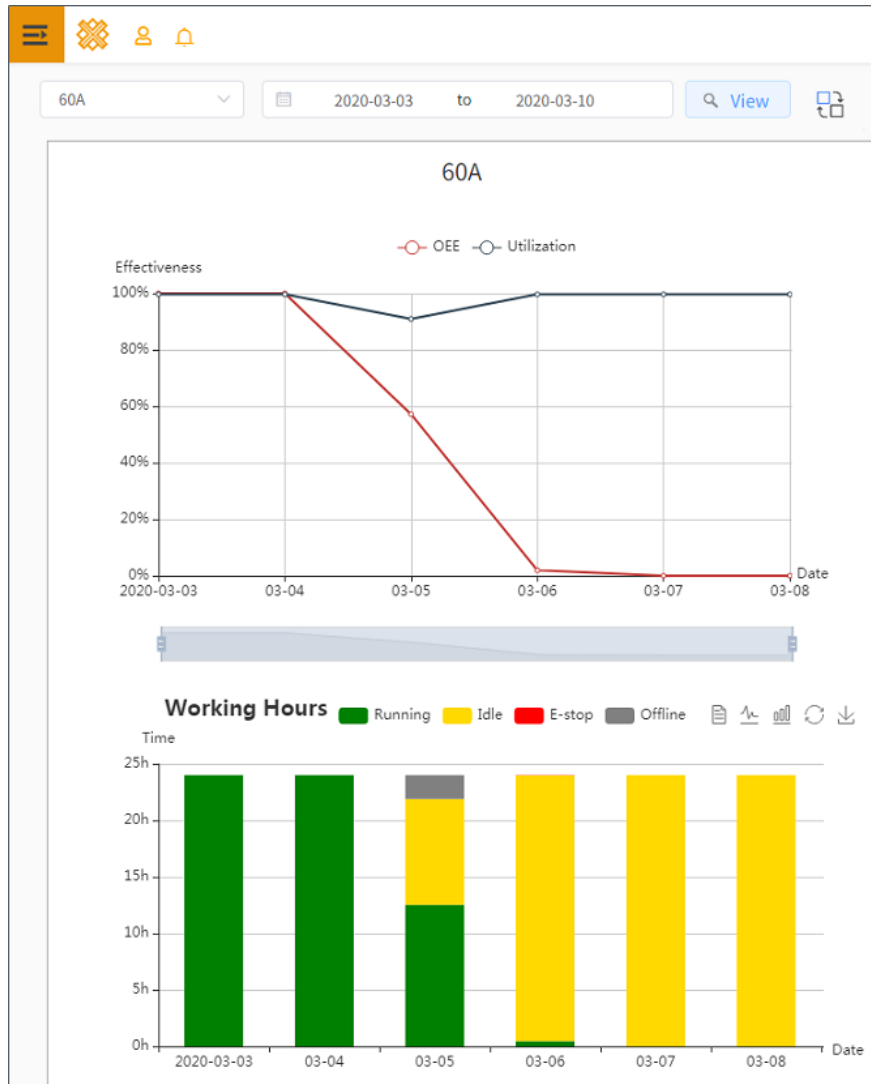 60A 2020-03-03 to 2020-03-10 View
60A
OEE Utilization
Effectiveness
100%
80%
60%
40%
20%
0%
Date
2020-03-03 03-04 03-05 03-06 03-07 03-08
Working Hours Running Idle E-stop Offline
Time
25h
20h
15h
10h
5h
0h
Date
2020-03-03 03-04 03-05 03-06 03-07 03-08